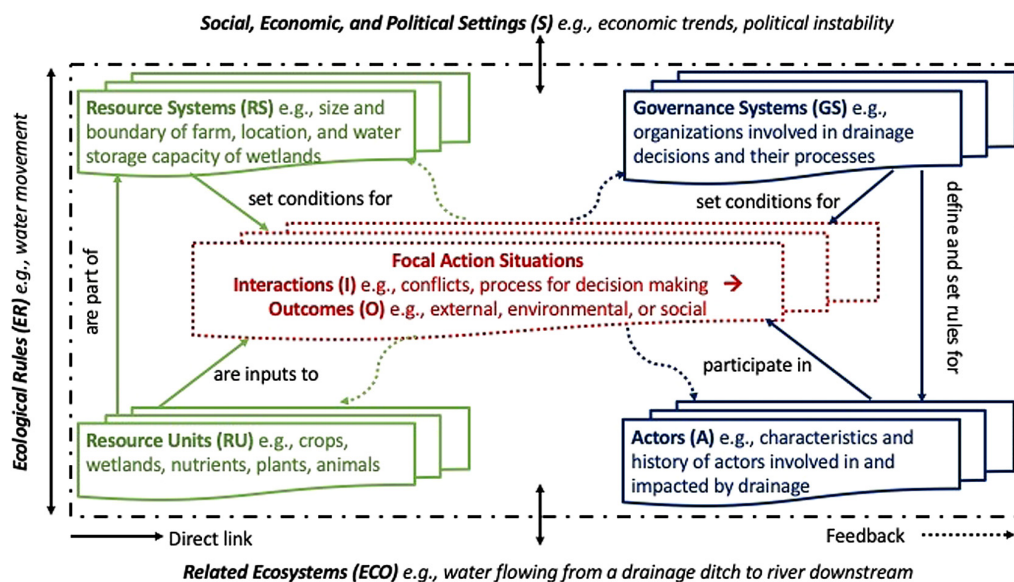 Social, Economic, and Political Settings (S) e.g., economic trends, political instability
Ecological Rules (ER) e.g., water movement
Resource Systems (RS) e.g., size and
boundary of farm, location, and water
storage capacity of wetlands
Governance Systems (GS) e.g.,
organizations involved in drainage
decisions and their processes
set conditions for
set conditions for
are part of
define and set rules for
Focal Action Situations
Interactions (I) e.g., conflicts, process for decision making →
Outcomes (O) e.g., external, environmental, or social
are inputs to
participate in
Resource Units (RU) e.g., crops,
wetlands, nutrients, plants, animals
Actors (A) e.g., characteristics and
history of actors involved in and
impacted by drainage
Direct link
Feedback
Related Ecosystems (ECO) e.g., water flowing from a drainage ditch to river downstream